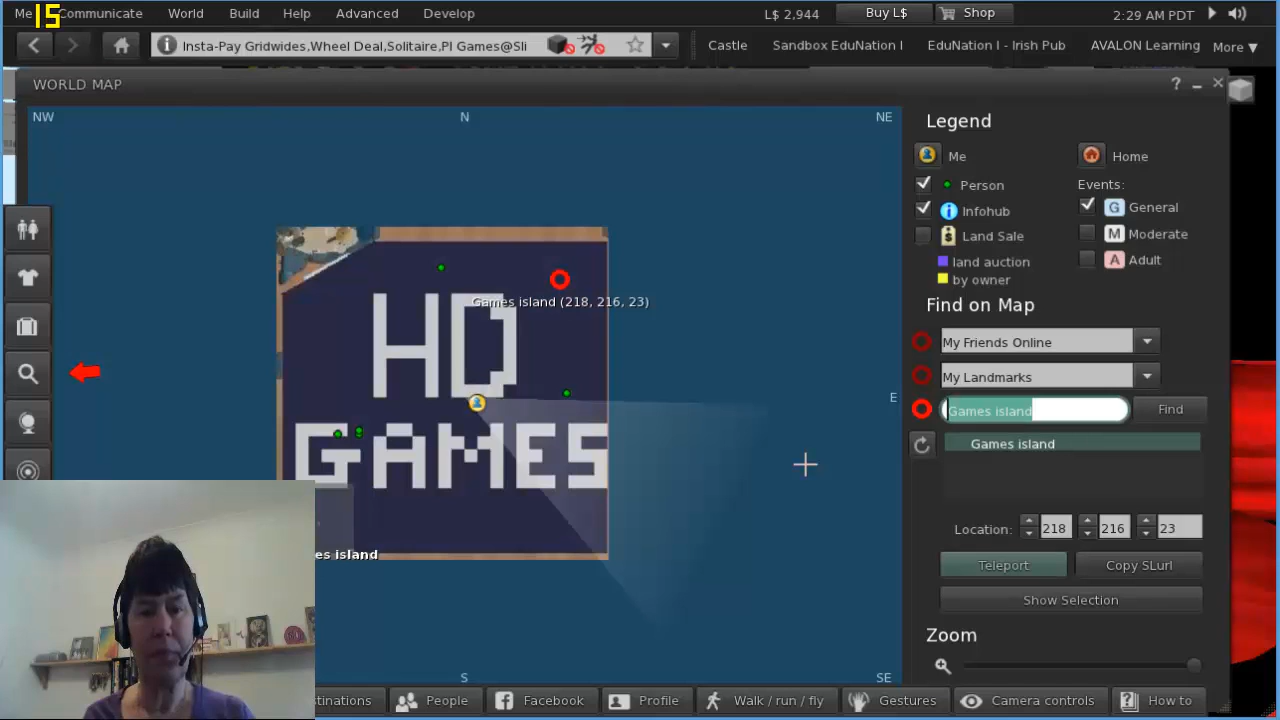 Me Communicate World Build Help Advanced Develop L$ 2,944 Buy L$ Shop 2:29 AM PDT
15
Insta-Pay Gridwides,Wheel Deal,Solitaire,PI Games@Sli Castle Sandbox EduNation I EduNation I - Irish Pub AVALON Learning More
WORLD MAP ?
NW N NE
Legend
Me Home
Person Events:
Infohub G General
Land Sale M Moderate
land auction A Adult
by owner
HD
Games island (218, 216, 23)
Find on Map
My Friends Online
My Landmarks
E
Games island Find
GAMES
Games island
Location: 218 216 23
es island
Teleport Copy SLurl
Show Selection
Zoom
S SE
tinations People Facebook Profile Walk / run / fly Gestures Camera controls How to